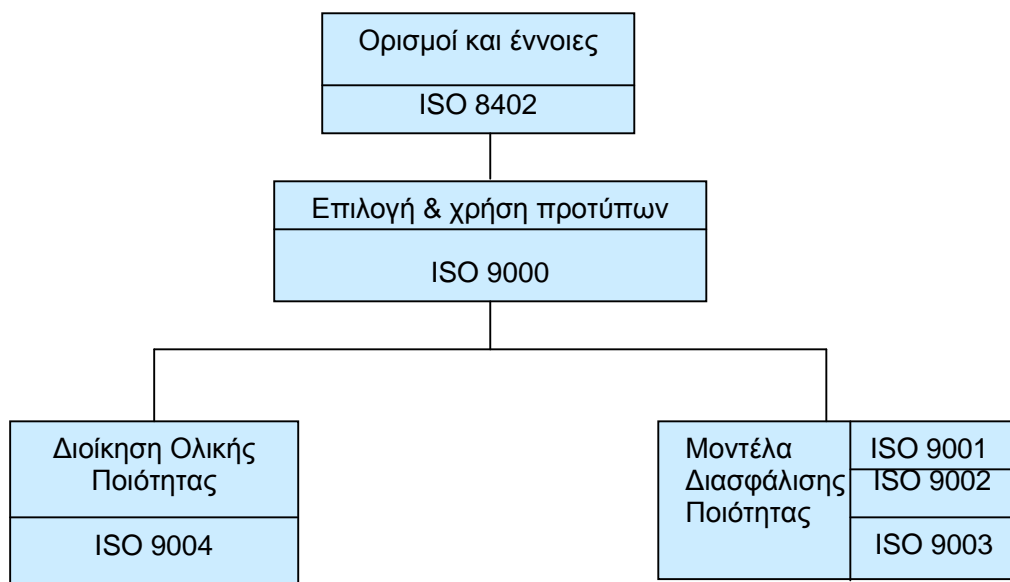 Ορισμοί και έννοιες
ISO 8402
Επιλογή & χρήση προτύπων
ISO 9000
Διοίκηση Ολικής
Ποιότητας
ISO 9004
Μοντέλα
Διασφάλισης
Ποιότητας
ISO 9001
ISO 9002
ISO 9003